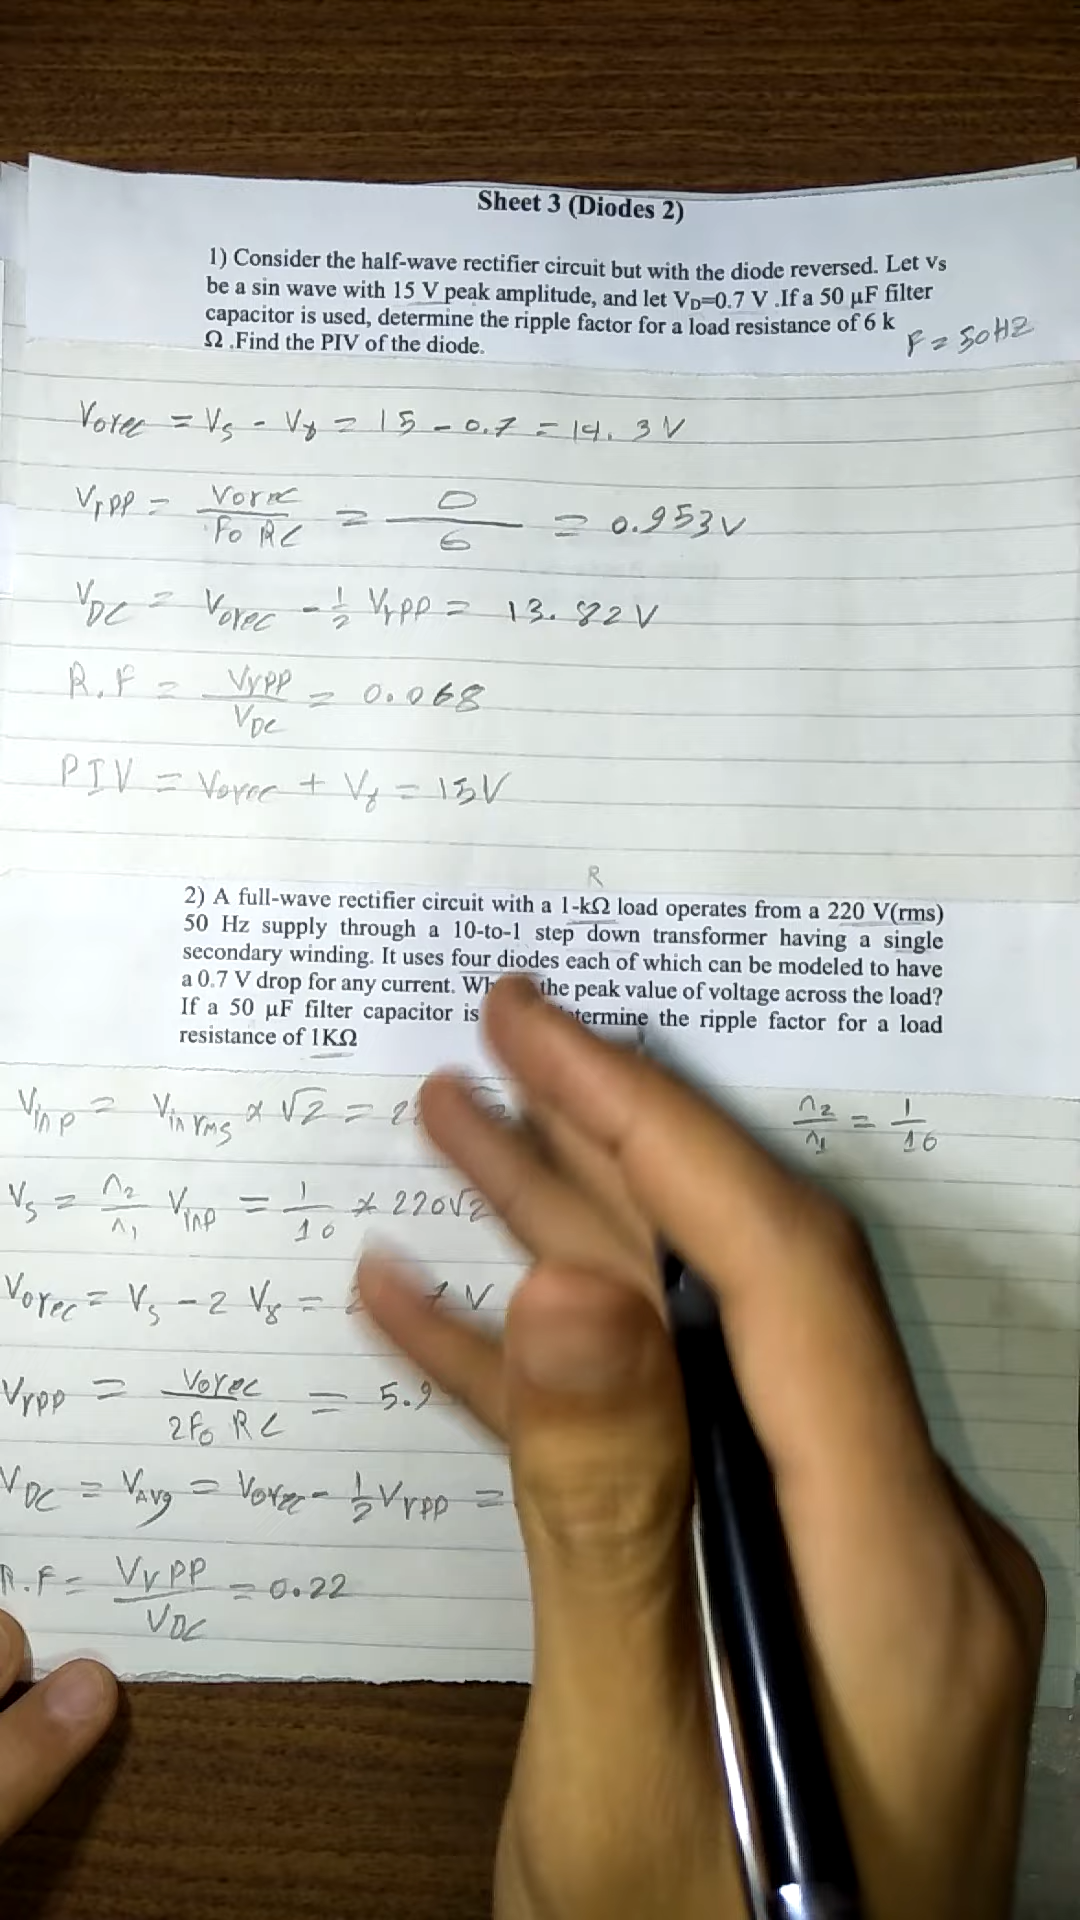 Sheet 3 (Diodes 2)
1) Consider the half-wave rectifier circuit but with the diode reversed. Let vs
be a sin wave with 15 V peak amplitude, and let VD=0.7 V .If a 50 μF filter
capacitor is used, determine the ripple factor for a load resistance of 6 k
Ω .Find the PIV of the diode.
F = 50HZ
Vorec = Vs - Vγ = 15 - 0.7 = 14.3V
Vrpp = Vorec / Fo RC = 0 / 6 = 0.953V
VDC = Vorec - 1/2 Vrpp = 13.82V
R.F = Vrpp / VDC = 0.068
PIV = Vorec + Vγ = 15V
R
2) A full-wave rectifier circuit with a 1-kΩ load operates from a 220 V(rms)
50 Hz supply through a 10-to-1 step down transformer having a single
secondary winding. It uses four diodes each of which can be modeled to have
a 0.7 V drop for any current. the peak value of voltage across the load?
If a 50 μF filter capacitor is the ripple factor for a load
resistance of 1KΩ
Vinp = Vin rms × √2 =
n2 / n1 = 1 / 10
Vs = n2 / n1 Vinp = 1 / 10 * 220√2
Vorec = Vs - 2 Vγ = V
Vrpp = Vorec / 2Fo RC = 5.9
VDC = VAvg = Vorec - 1/2 Vrpp =
R.F = Vrpp / VDC = 0.22